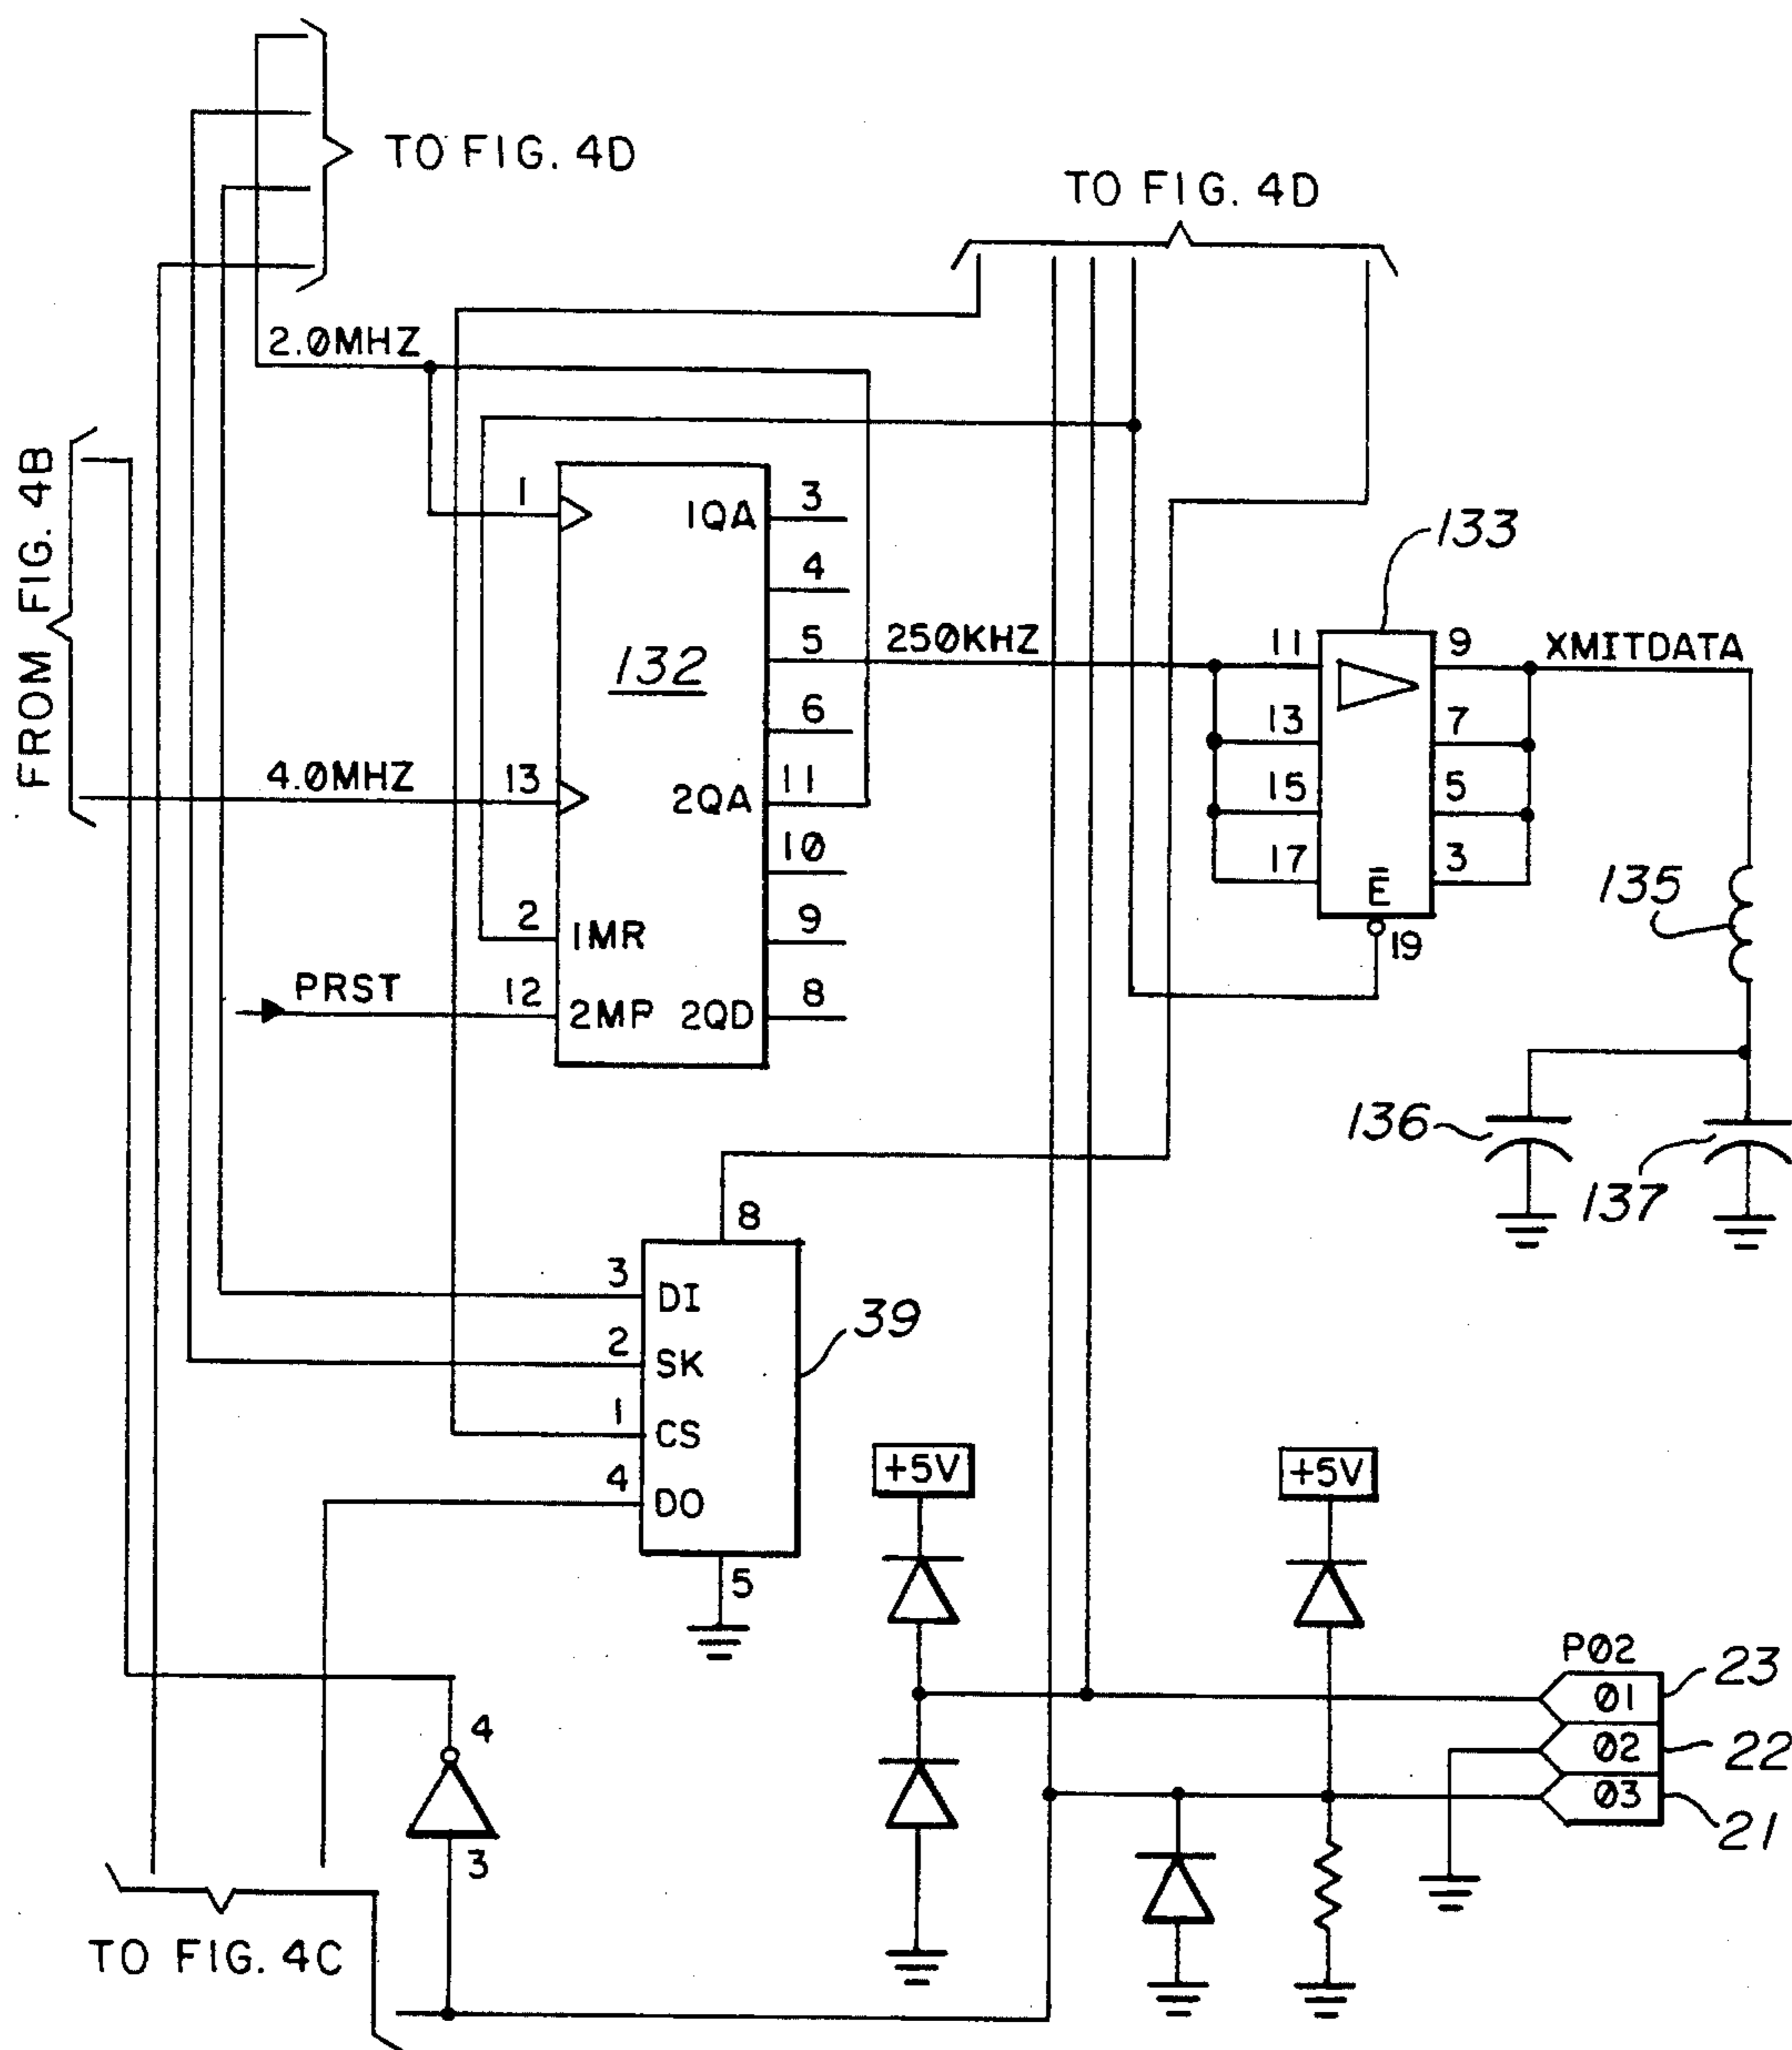 TO FIG. 4D
TO FIG. 4D
2.0MHZ
FROM FIG. 4B
1
1QA
3
4
133
132
5
250KHZ
11
9
XMITDATA
6
13
7
4.0MHZ
13
2QA
11
15
5
10
17
3
E̅
135
2
1MR
9
19
PRST
12
2MP
2QD
8
136
137
8
3
DI
39
2
SK
1
CS
+5V
+5V
4
DO
5
P02
01
23
4
02
22
03
21
3
TO FIG. 4C